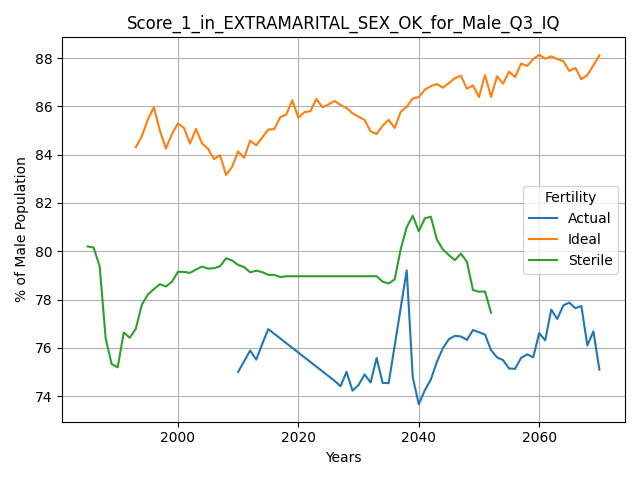 Score_1_in_EXTRAMARITAL_SEX_OK_for_Male_Q3_IQ
% of Male Population
88
86
84
82
80
78
76
74
Fertility
Actual
Ideal
Sterile
2000
2020
2040
2060
Years